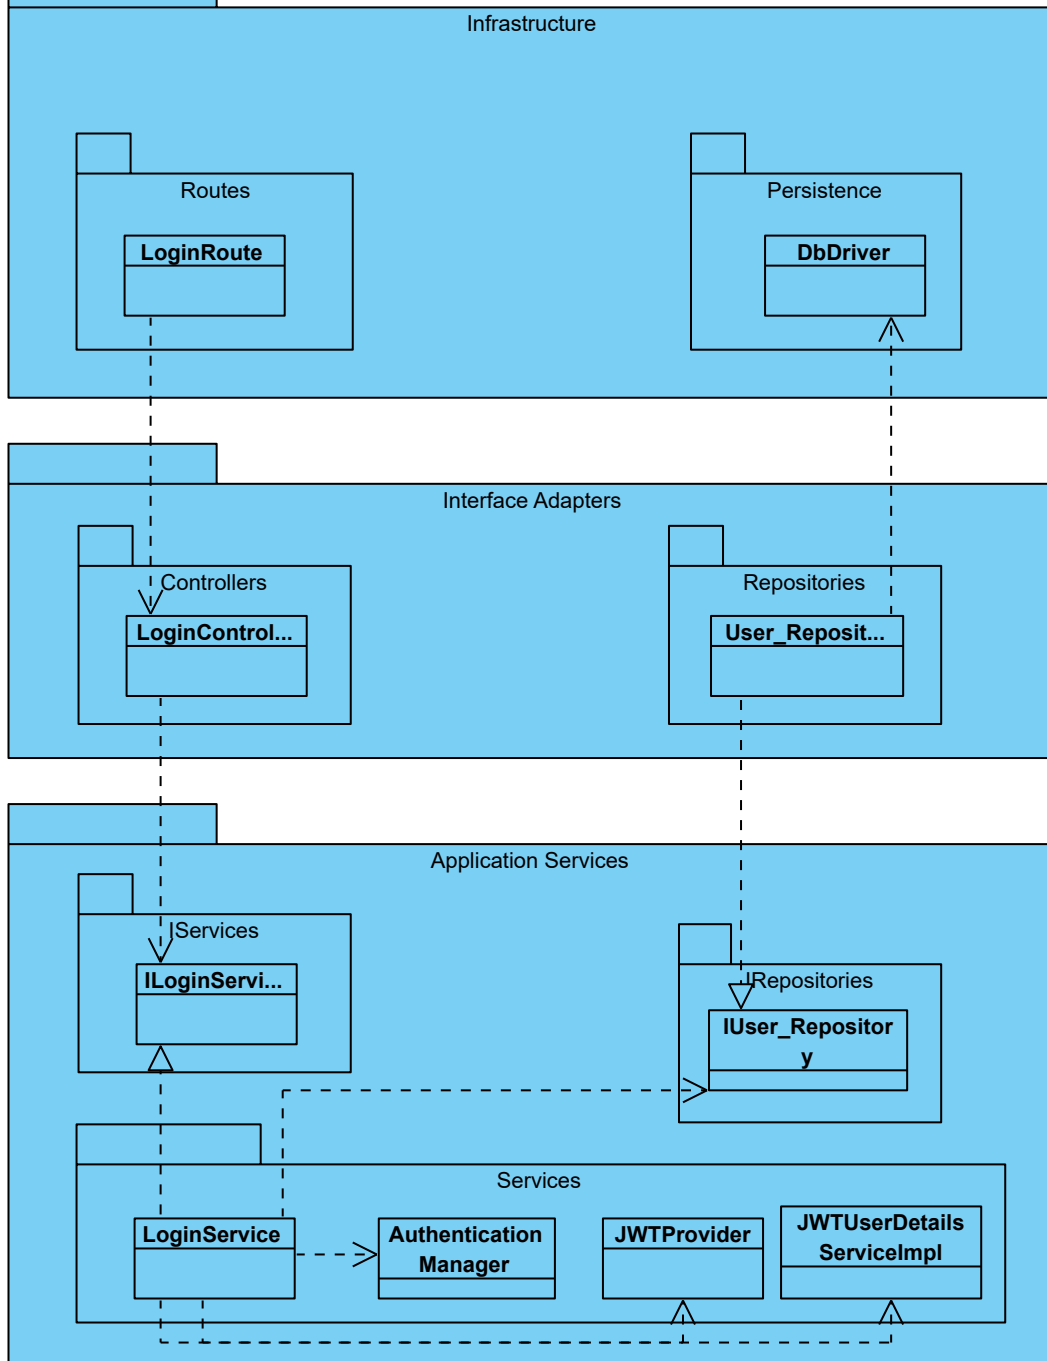 Infrastructure
Routes
Persistence
LoginRoute
DbDriver
Interface Adapters
Controllers
Repositories
LoginControl...
User_Reposit...
Application Services
IServices
IRepositories
ILoginServi...
IUser_Repositor
y
Services
LoginService
Authentication
Manager
JWTProvider
JWTUserDetails
ServiceImpl